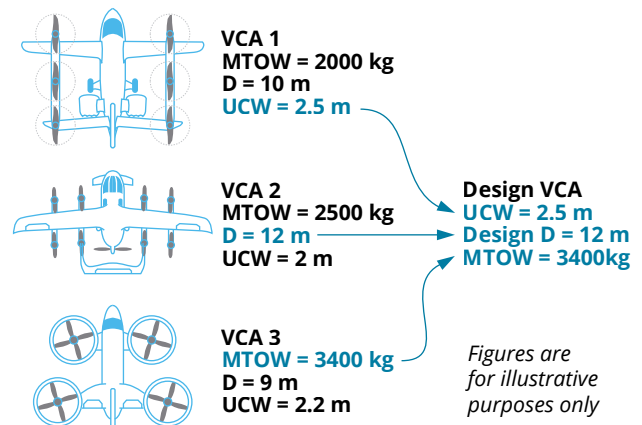 VCA 1
MTOW = 2000 kg
D = 10 m
UCW = 2.5 m
VCA 2
MTOW = 2500 kg
D = 12 m
UCW = 2 m
VCA 3
MTOW = 3400 kg
D = 9 m
UCW = 2.2 m
Design VCA
UCW = 2.5 m
Design D = 12 m
MTOW = 3400kg
Figures are
for illustrative
purposes only